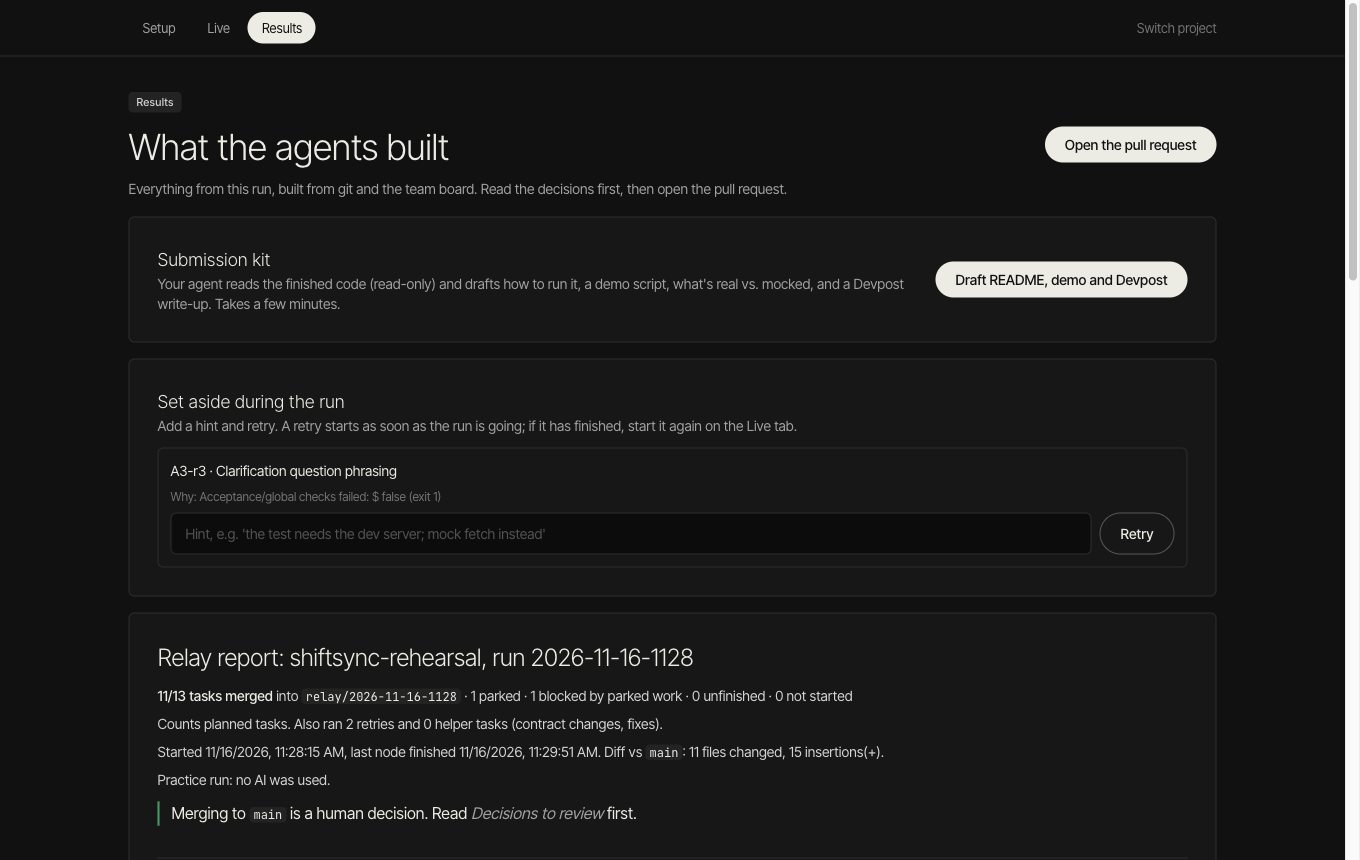 Setup
Live
Results
Switch project
Results
What the agents built
Open the pull request
Everything from this run, built from git and the team board. Read the decisions first, then open the pull request.
Submission kit
Your agent reads the finished code (read-only) and drafts how to run it, a demo script, what's real vs. mocked, and a Devpost
write-up. Takes a few minutes.
Draft README, demo and Devpost
Set aside during the run
Add a hint and retry. A retry starts as soon as the run is going; if it has finished, start it again on the Live tab.
A3-r3 · Clarification question phrasing
Why: Acceptance/global checks failed: $ false (exit 1)
Hint, e.g. 'the test needs the dev server; mock fetch instead'
Retry
Relay report: shiftsync-rehearsal, run 2026-11-16-1128
11/13 tasks merged into relay/2026-11-16-1128 · 1 parked · 1 blocked by parked work · 0 unfinished · 0 not started
Counts planned tasks. Also ran 2 retries and 0 helper tasks (contract changes, fixes).
Started 11/16/2026, 11:28:15 AM, last node finished 11/16/2026, 11:29:51 AM. Diff vs main: 11 files changed, 15 insertions(+).
Practice run: no AI was used.
Merging to main is a human decision. Read Decisions to review first.